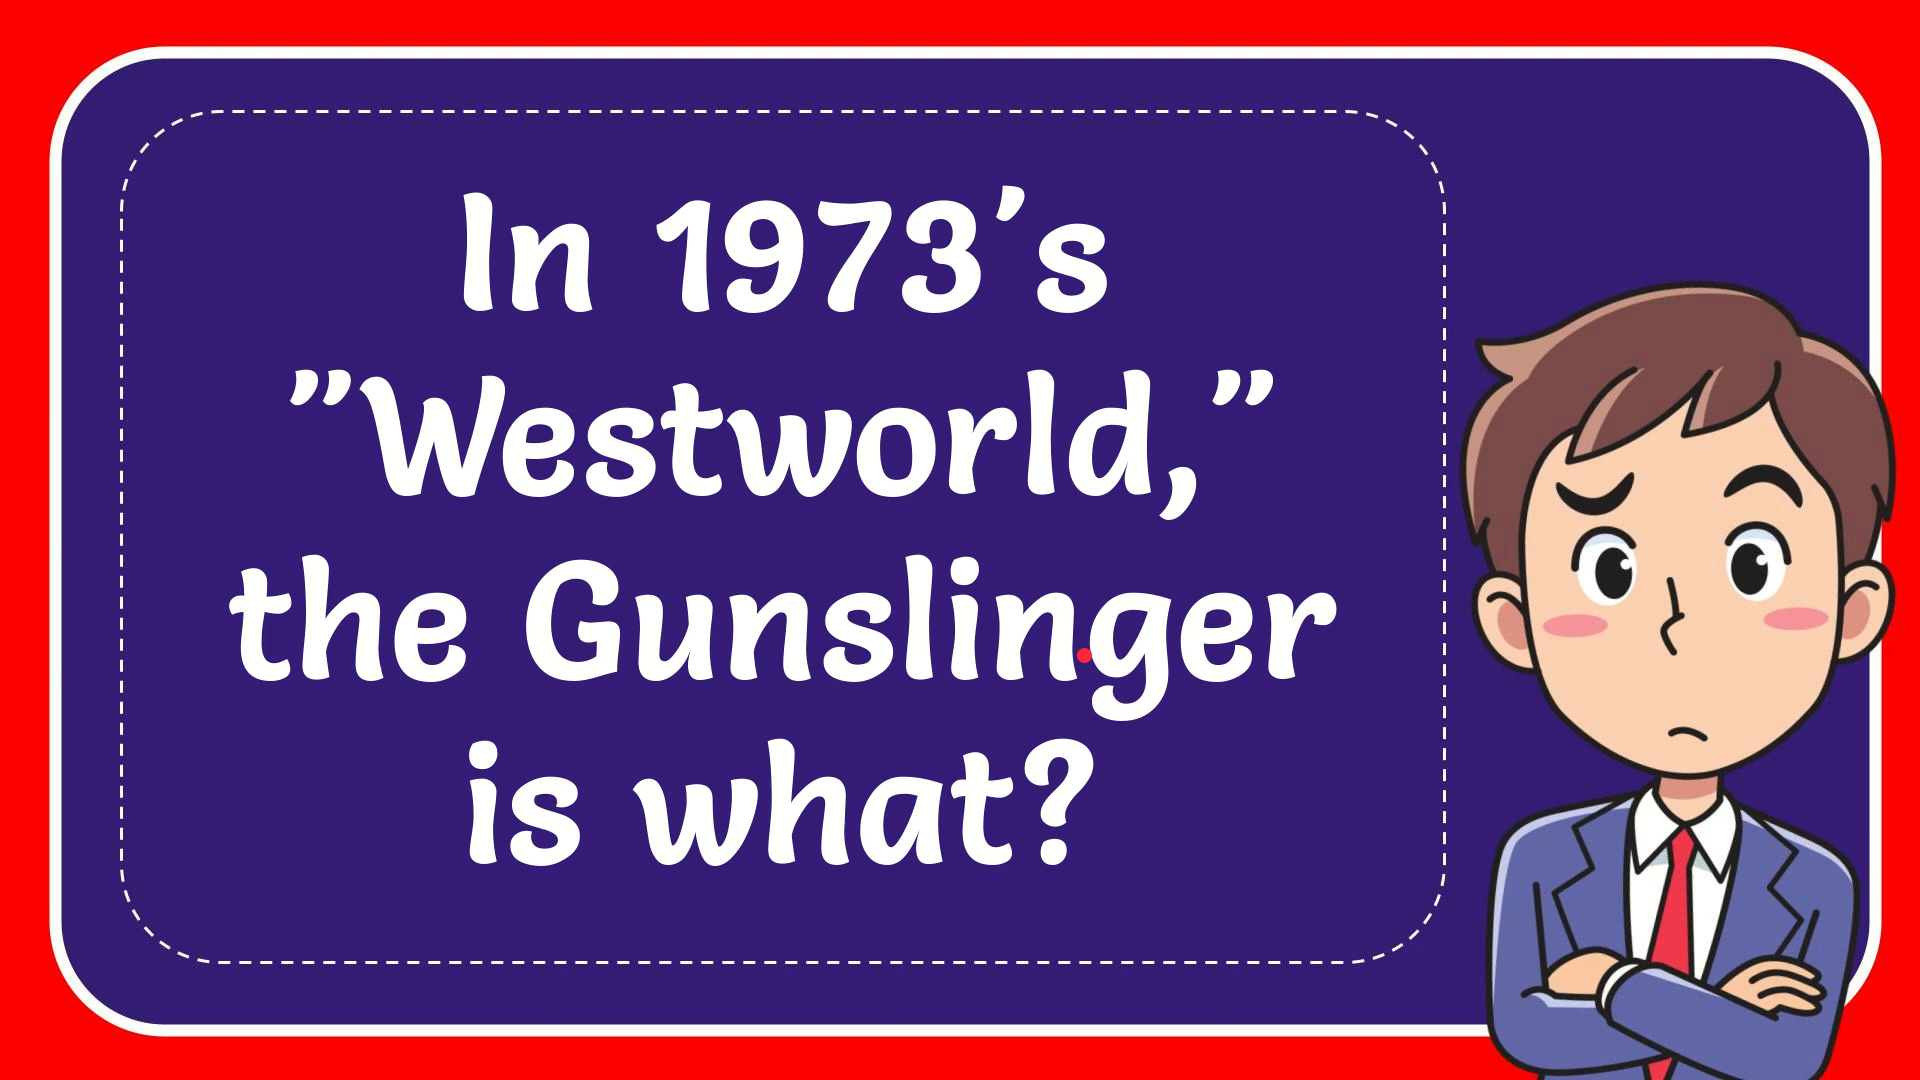 In 1973’s
”Westworld,”
the Gunslinger
is what?